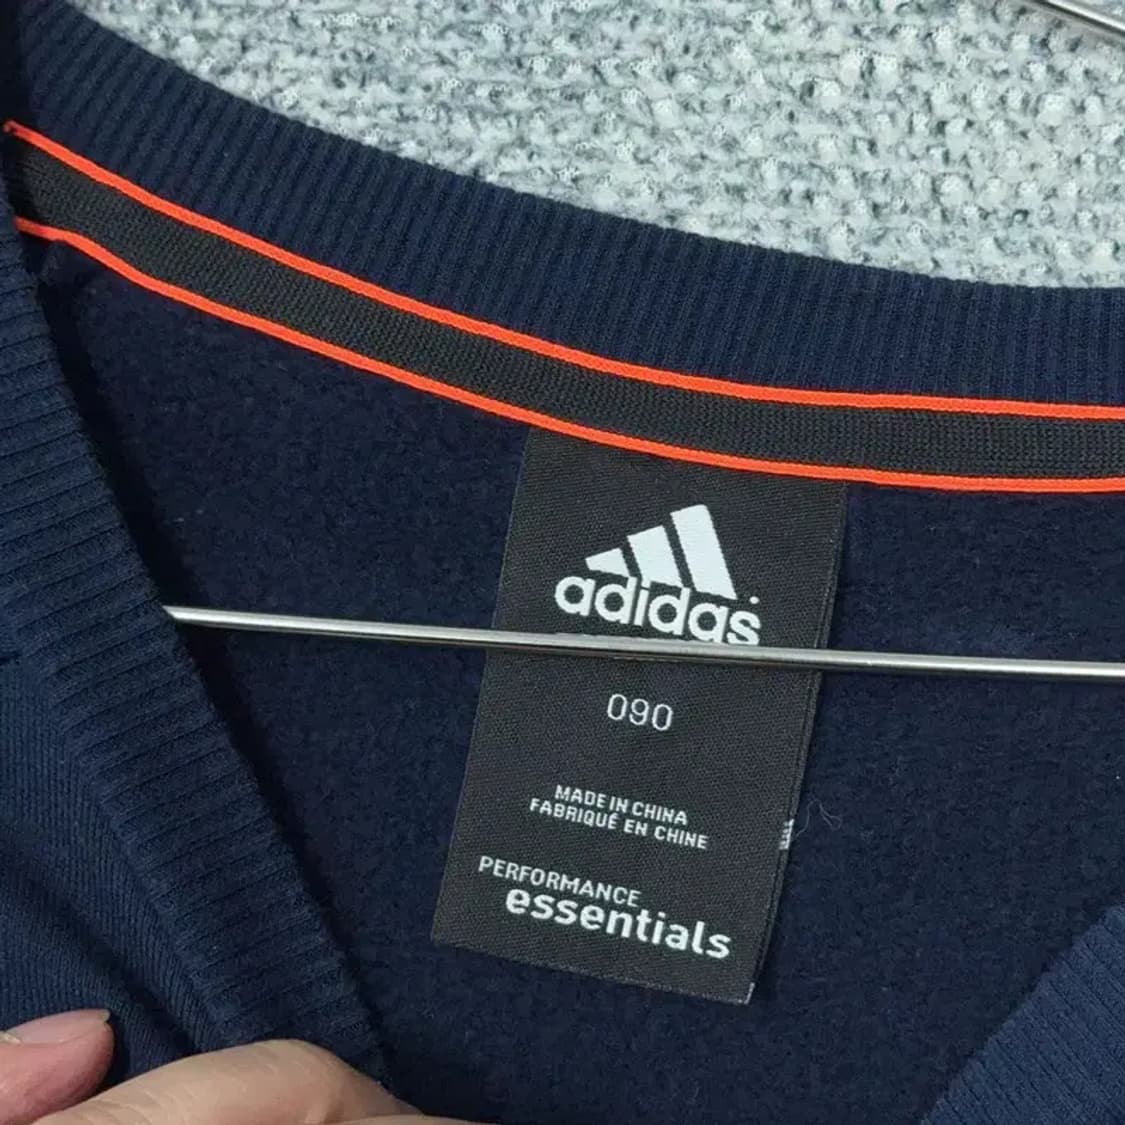 adidas
090
MADE IN CHINA
FABRIQUÉ EN CHINE
PERFORMANCE
essentials